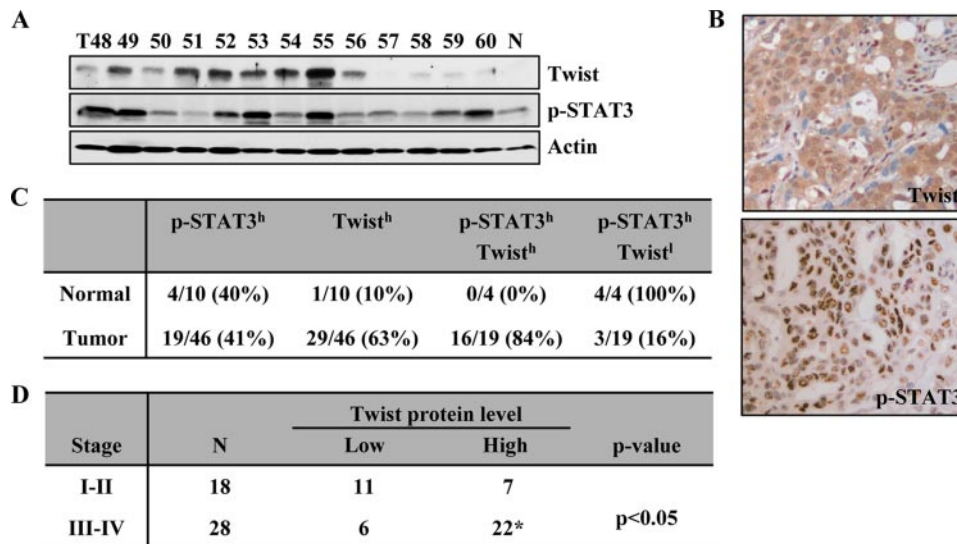 A
T48 49 50 51 52 53 54 55 56 57 58 59 60 N
Twist
p-STAT3
Actin
B
Twist
p-STAT3
C
p-STAT3ʰ Twistʰ p-STAT3ʰ Twistʰ p-STAT3ʰ Twistˡ
Normal 4/10 (40%) 1/10 (10%) 0/4 (0%) 4/4 (100%)
Tumor 19/46 (41%) 29/46 (63%) 16/19 (84%) 3/19 (16%)
D
Twist protein level
Stage N Low High p-value
I-II 18 11 7
III-IV 28 6 22*
p<0.05